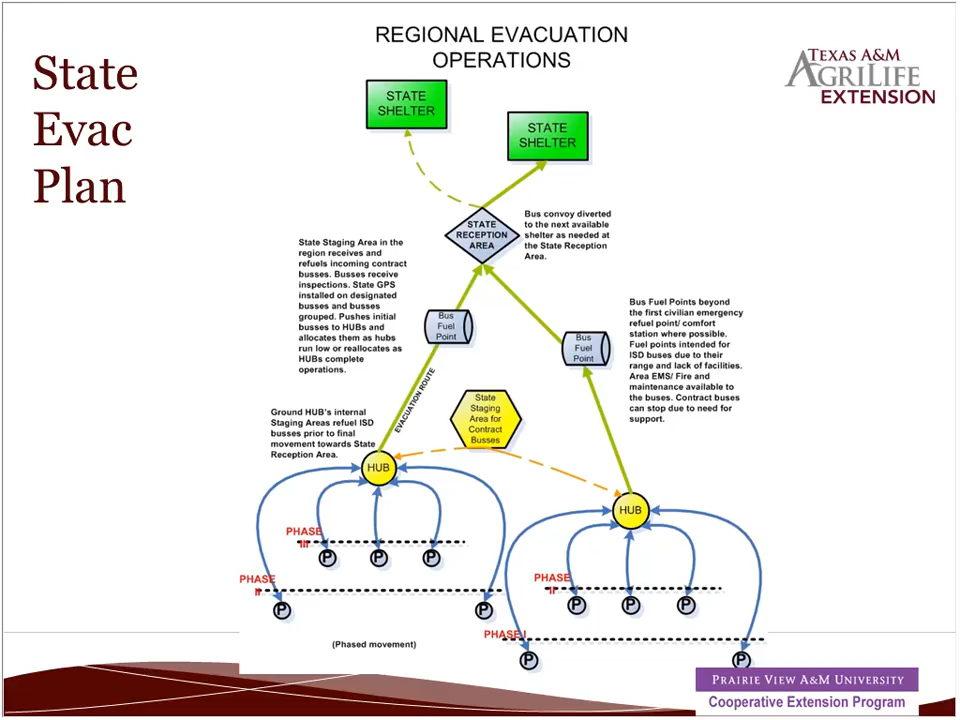 State
Evac
Plan
REGIONAL EVACUATION
OPERATIONS
TEXAS A&M
AGRILIFE
EXTENSION
STATE
SHELTER
STATE
SHELTER
STATE
RECEPTION
AREA
Bus convoy diverted
to the next available
shelter as needed at
the State Reception
Area.
State Staging Area in the
region receives and
refuels incoming contract
busses. Busses receive
inspections. State GPS
installed on designated
busses and busses
grouped. Pushes initial
busses to HUBs and
allocates them as hubs
run low or reallocates as
HUBs complete
operations.
Bus
Fuel
Point
Bus
Fuel
Point
Bus Fuel Points beyond
the first civilian emergency
refuel point/ comfort
station where possible.
Fuel points intended for
ISD buses due to their
range and lack of facilities.
Area EMS/ Fire and
maintenance available to
the buses. Contract buses
can stop due to need for
support.
EVACUATION ROUTE
State
Staging
Area for
Contract
Busses
Ground HUB's internal
Staging Areas refuel ISD
busses prior to final
movement towards State
Reception Area.
HUB
HUB
PHASE
III
P P P
PHASE
II
P P
PHASE
II
P P P
PHASE I
P P
(Phased movement)
PRAIRIE VIEW A&M UNIVERSITY
Cooperative Extension Program